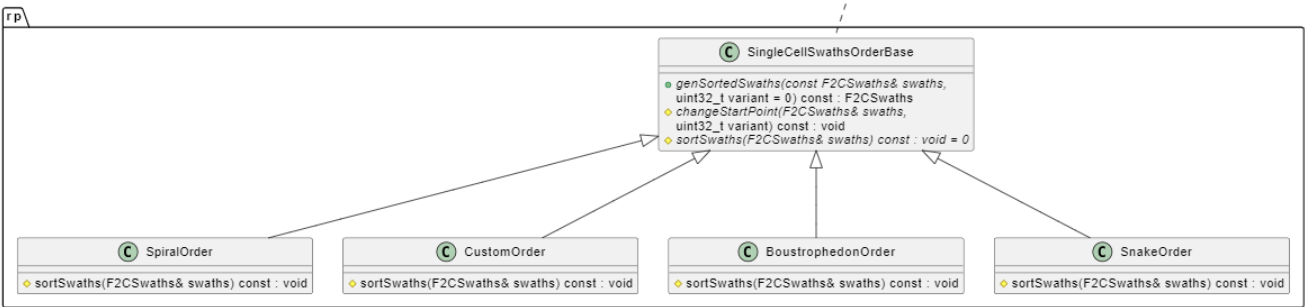 rp
C SingleCellSwathsOrderBase
genSortedSwaths(const F2CSwaths& swaths,
uint32_t variant = 0) const : F2CSwaths
changeStartPoint(F2CSwaths& swaths,
uint32_t variant) const : void
sortSwaths(F2CSwaths& swaths) const : void = 0
C SpiralOrder
sortSwaths(F2CSwaths& swaths) const : void
C CustomOrder
sortSwaths(F2CSwaths& swaths) const : void
C BoustrophedonOrder
sortSwaths(F2CSwaths& swaths) const : void
C SnakeOrder
sortSwaths(F2CSwaths& swaths) const : void